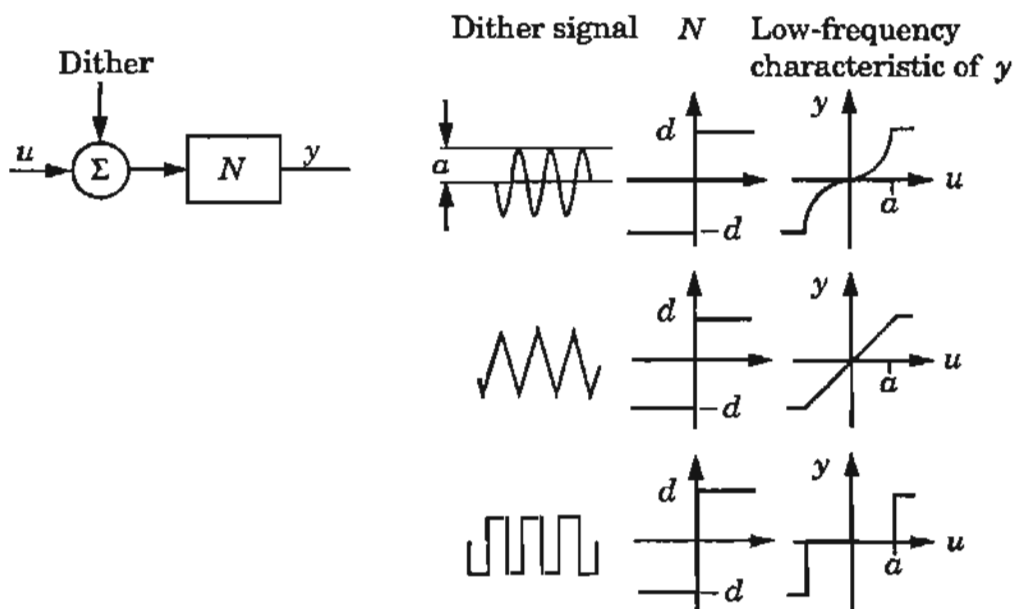 Dither signal N Low-frequency
characteristic of y
Dither
u Σ N y
a
d
-d
y
u
a
d
-d
y
u
a
d
-d
y
u
a